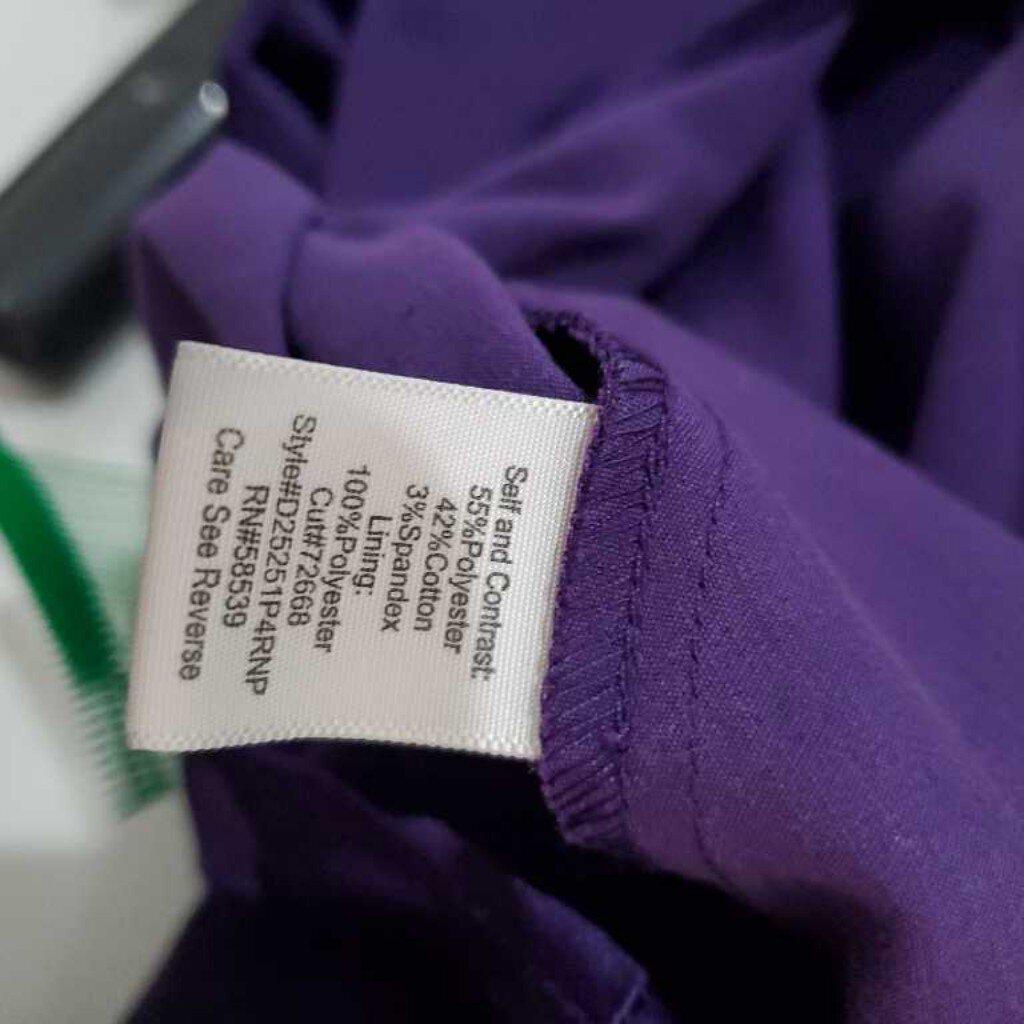 Self and Contrast:
55%Polyester
42%Cotton
3%Spandex
Lining:
100%Polyester
Cut#72668
Style#D25251P4RNP
RN#58539
Care See Reverse